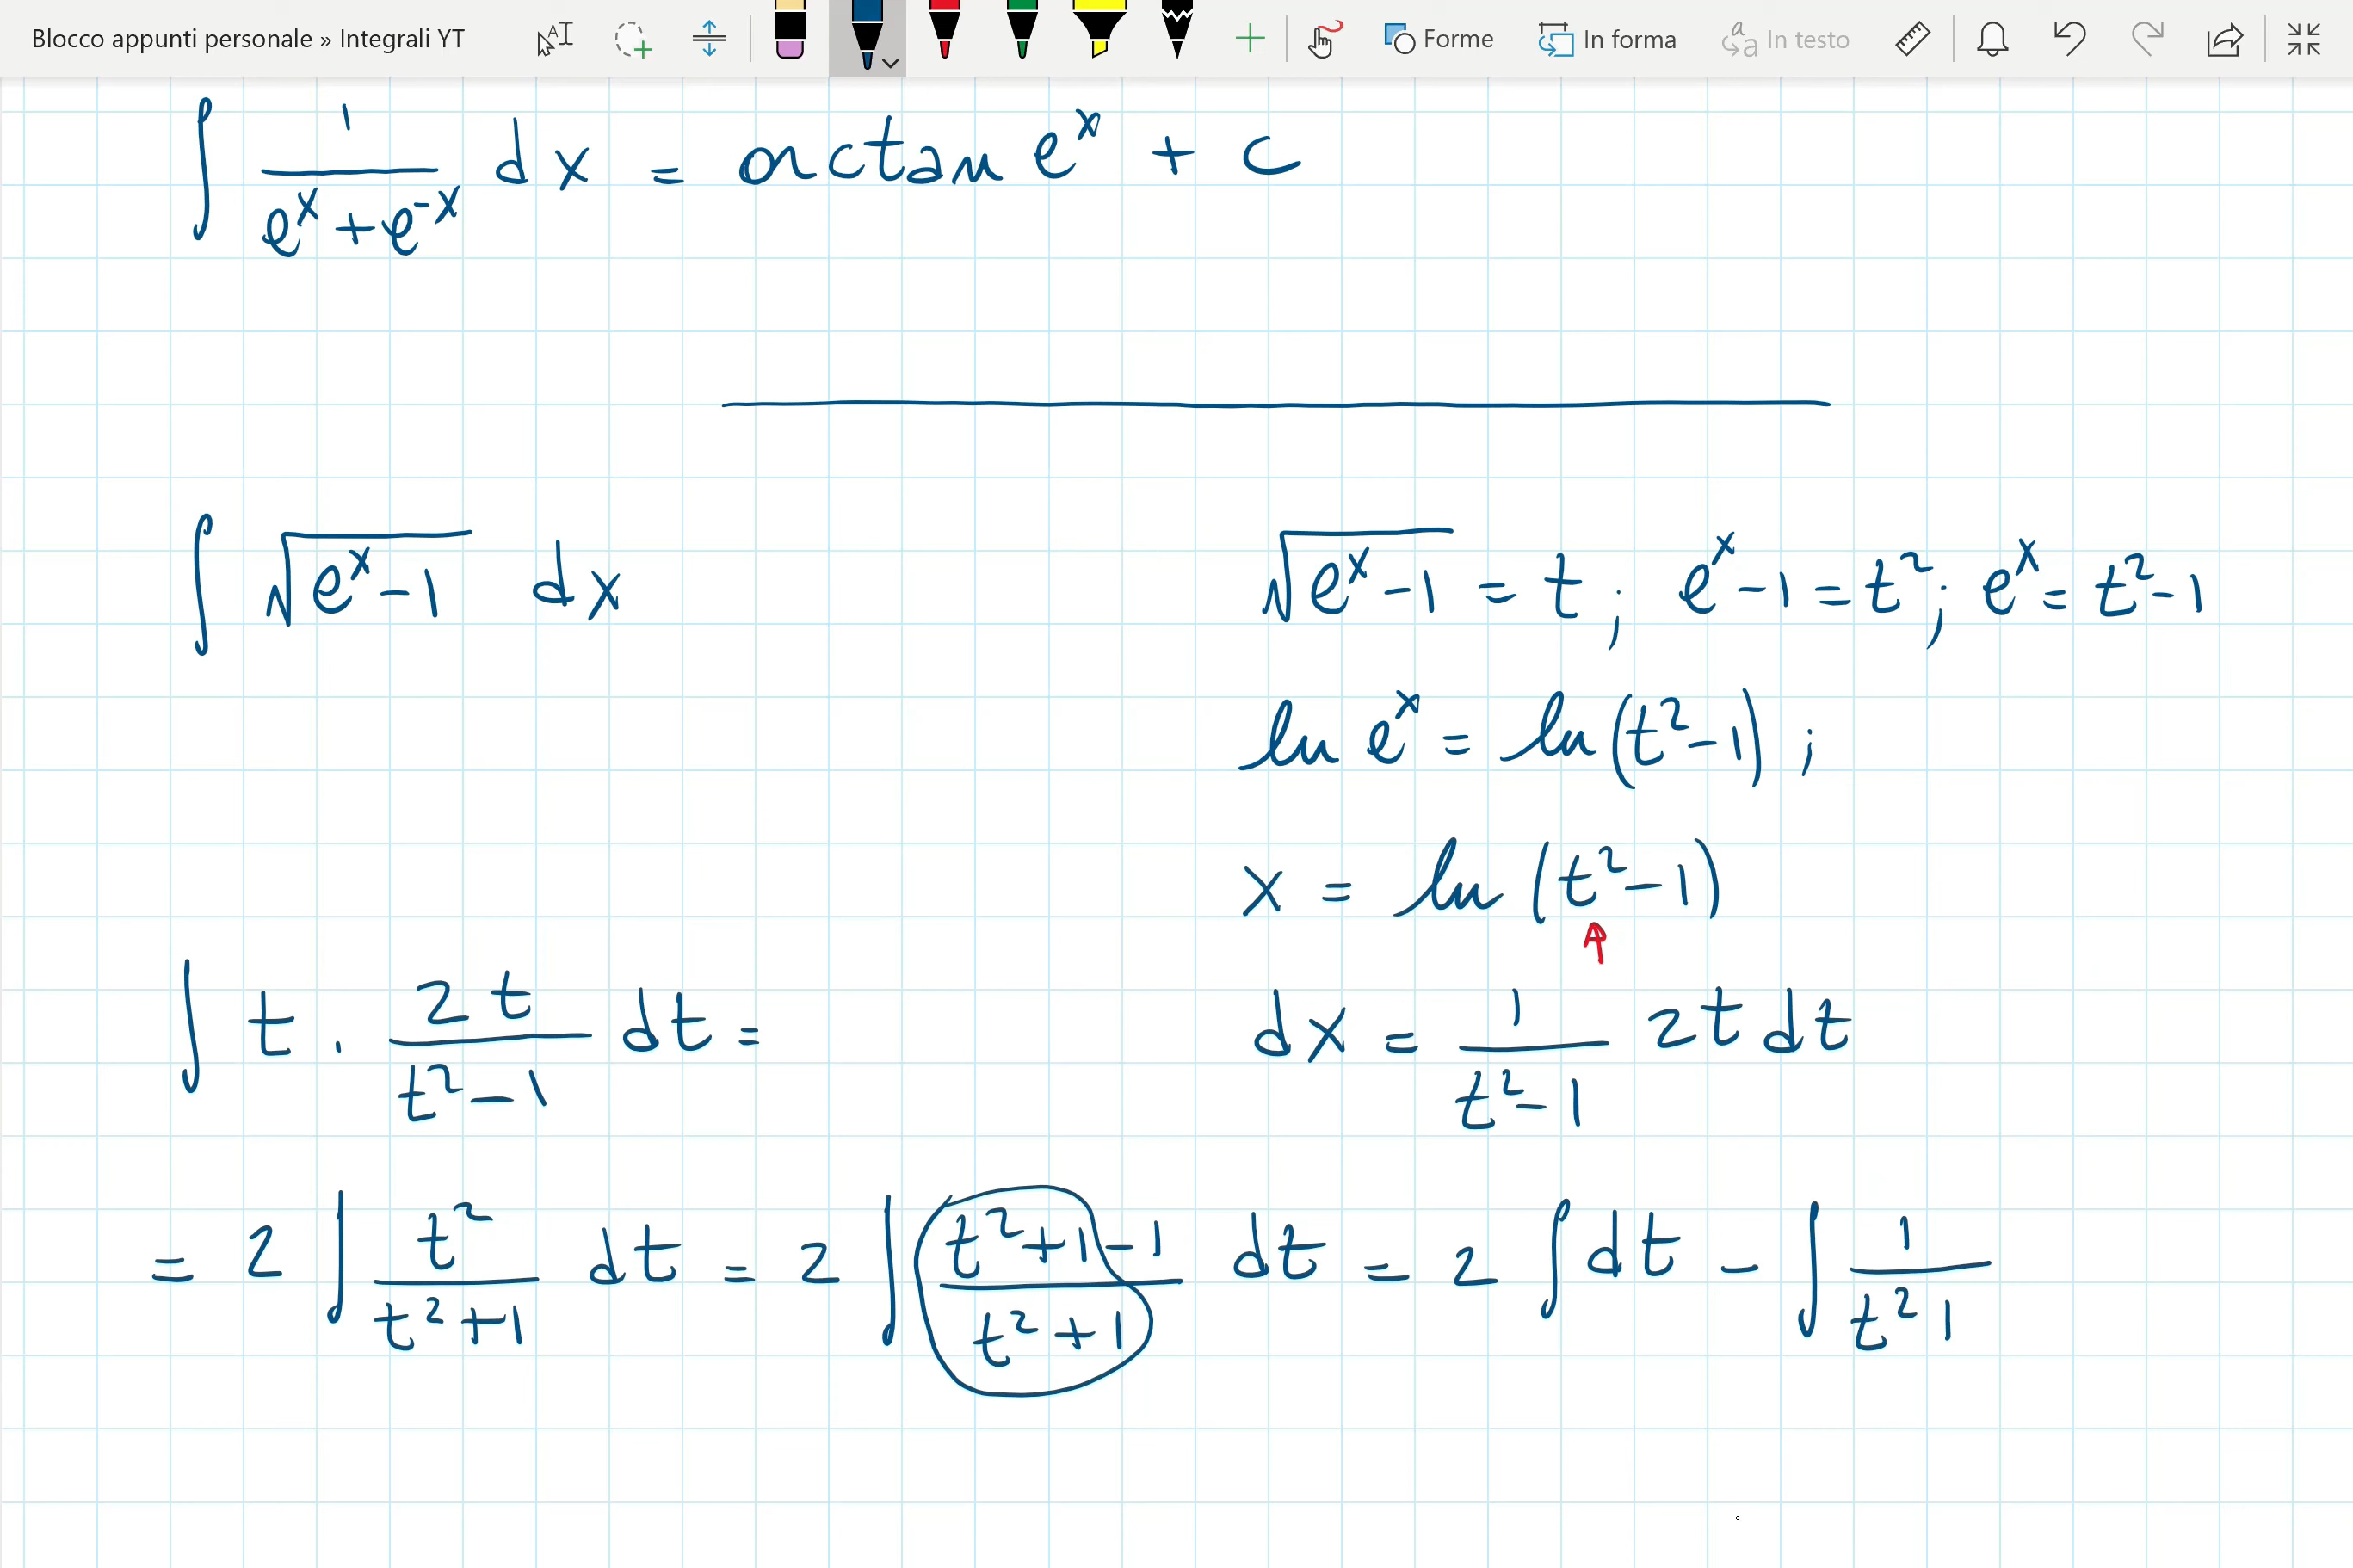 Blocco appunti personale » Integrali YT Forme In forma In testo
∫ 1/(e^x + e^-x) dx = actan e^x + c
∫ √(e^x - 1) dx
√(e^x - 1) = t ; e^x - 1 = t² ; e^x = t² - 1
ln e^x = ln (t² - 1) ;
x = ln (t² - 1)
∫ t . 2t/(t² - 1) dt =
dx = 1/(t² - 1) 2t dt
= 2 ∫ t²/(t² + 1) dt = 2 ∫ (t² + 1 - 1)/(t² + 1) dt = 2 ∫ dt - ∫ 1/(t² 1)